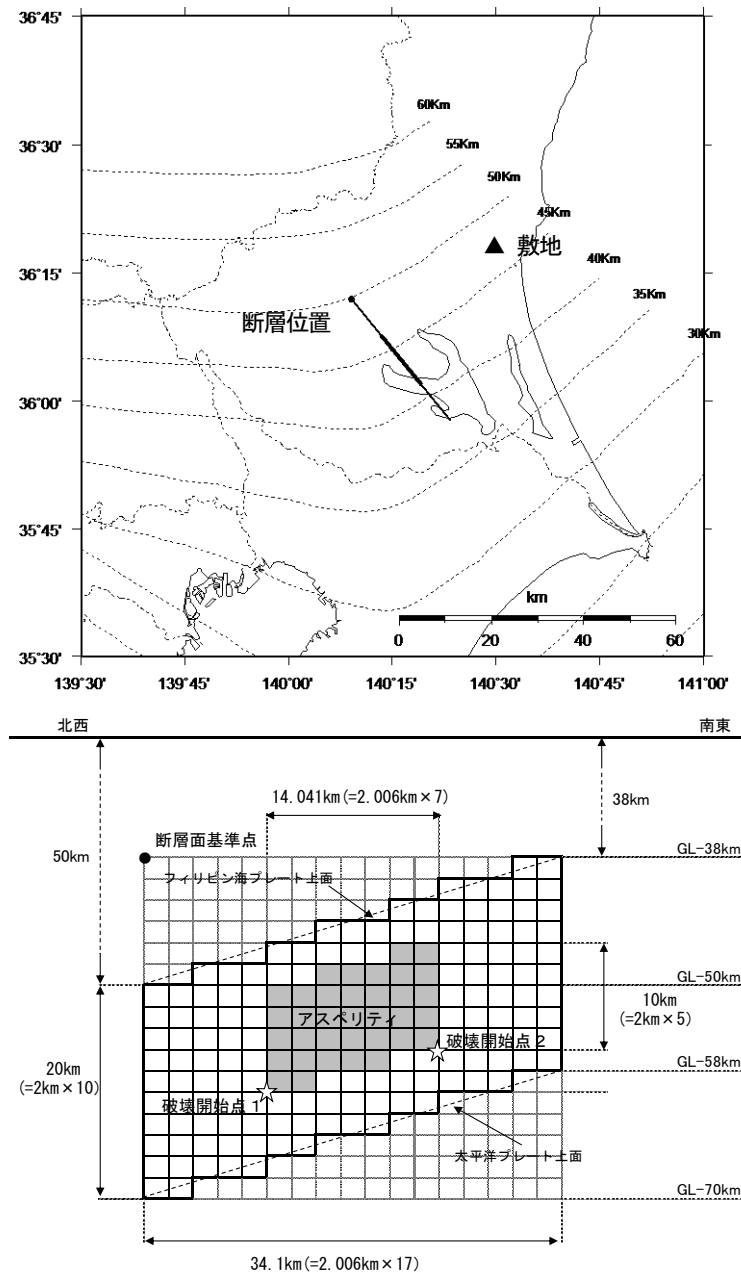 36°45'
36°30'
36°15'
36°00'
35°45'
35°30'
139°30'
139°45'
140°00'
140°15'
140°30'
140°45'
141°00'
60Km
55Km
50Km
45Km
40Km
35Km
30Km
敷地
断層位置
km
0
20
40
60
北西
南東
14.041km(=2.006km×7)
38km
断層面基準点
50km
GL-38km
フィリピン海プレート上面
GL-50km
10km
(=2km×5)
アスペリティ
破壊開始点2
20km
(=2km×10)
GL-58km
破壊開始点1
太平洋プレート上面
GL-70km
34.1km(=2.006km×17)